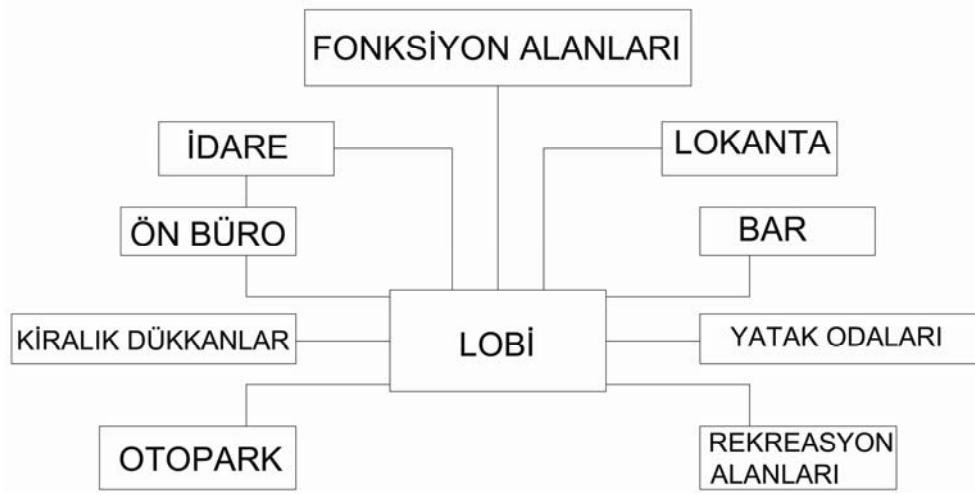 FONKSİYON ALANLARI
İDARE
LOKANTA
ÖN BÜRO
BAR
KİRALIK DÜKKANLAR
LOBİ
YATAK ODALARI
OTOPARK
REKREASYON
ALANLARI